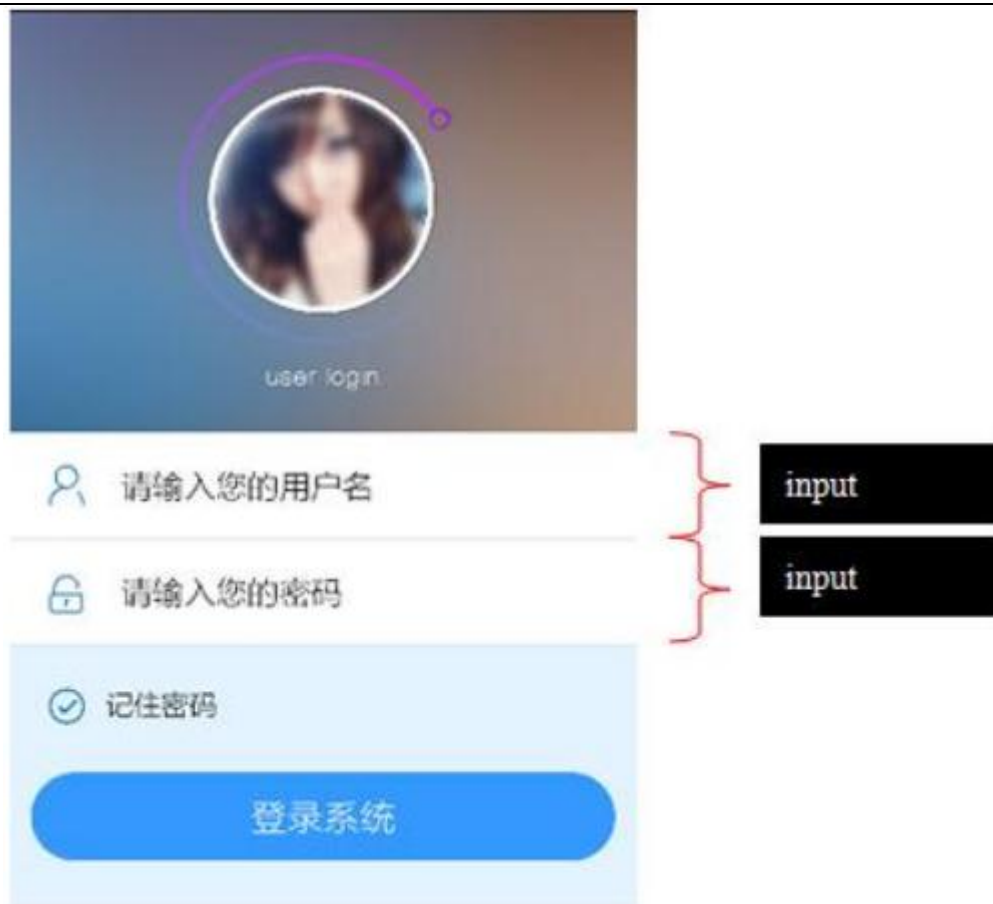 user login
请输入您的用户名
input
请输入您的密码
input
记住密码
登录系统